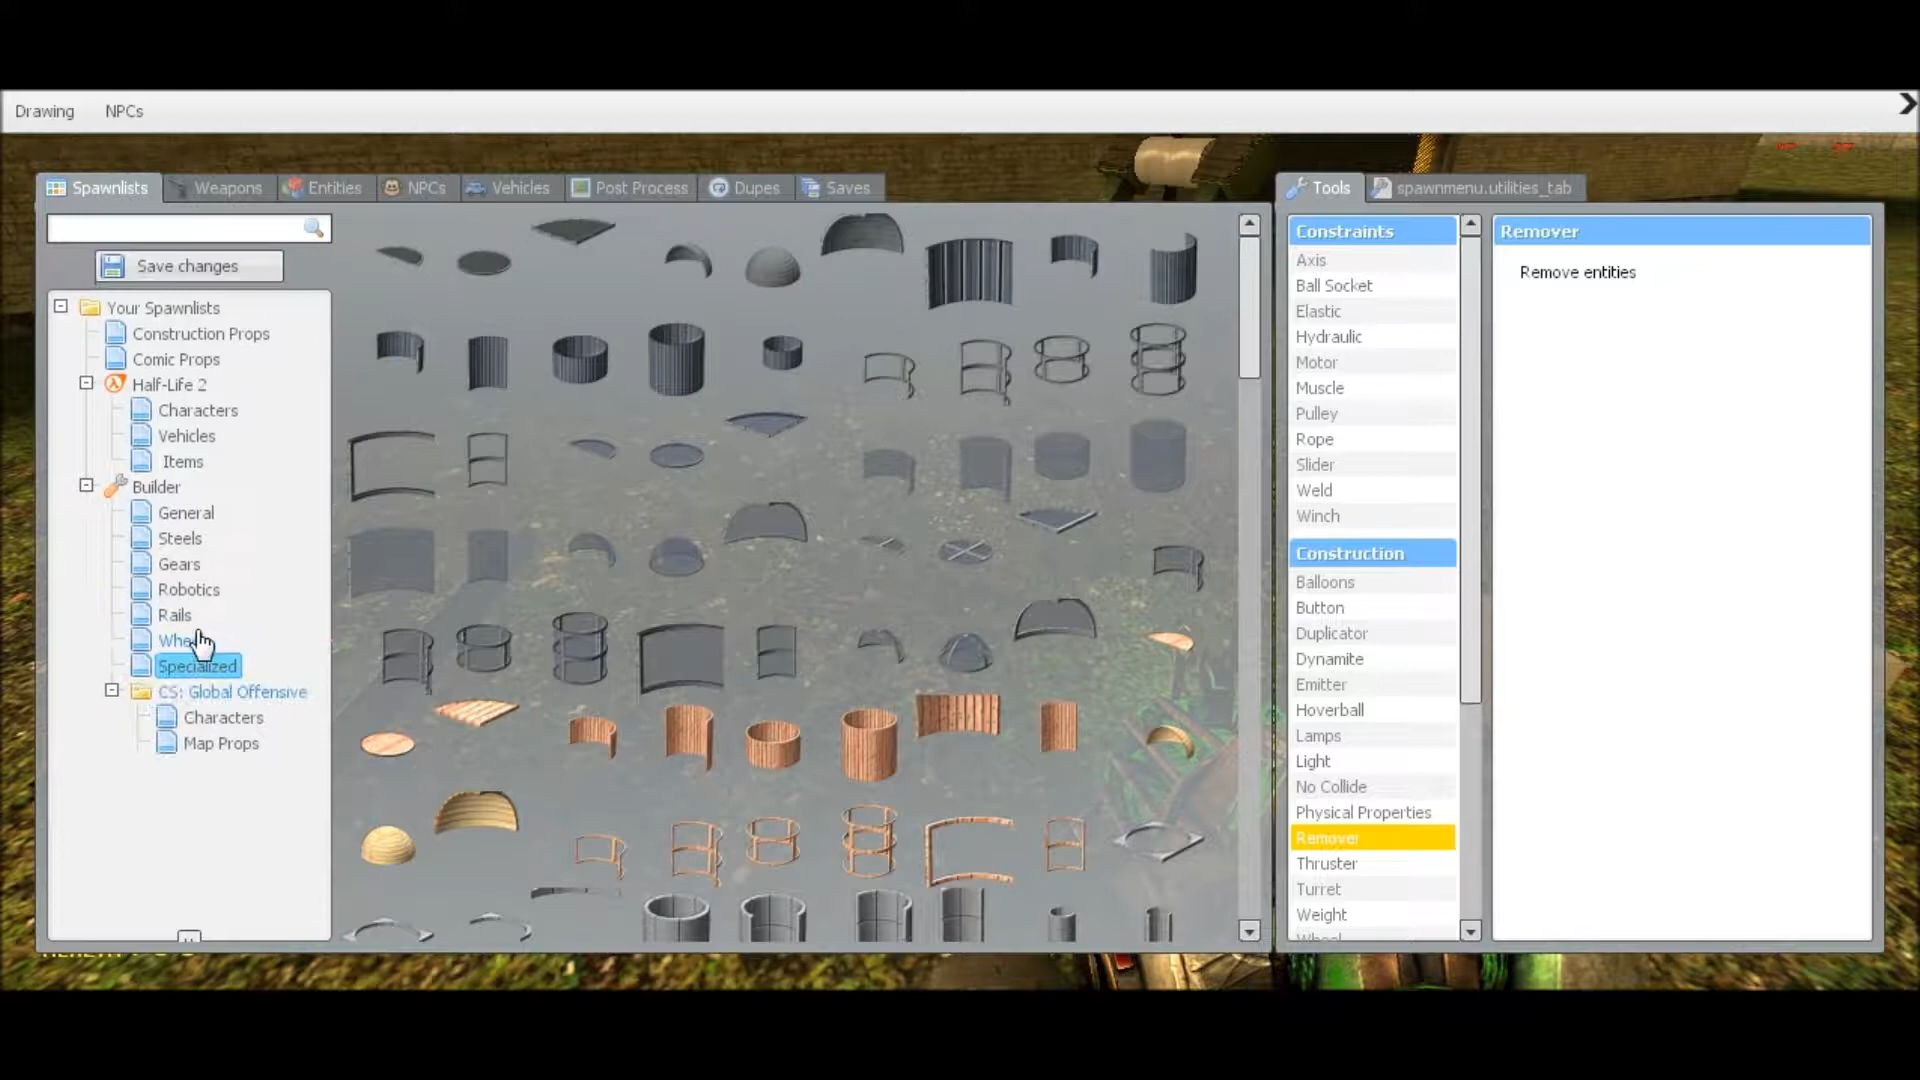 Drawing NPCs
Spawnlists Weapons Entities NPCs Vehicles Post Process Dupes Saves
Save changes
Your Spawnlists
Construction Props
Comic Props
Half-Life 2
Characters
Vehicles
Items
Builder
General
Steels
Gears
Robotics
Rails
Specialized
CS: Global Offensive
Characters
Map Props
Tools spawnmenu.utilities_tab
Constraints
Axis
Ball Socket
Elastic
Hydraulic
Motor
Muscle
Pulley
Rope
Slider
Weld
Winch
Construction
Balloons
Button
Duplicator
Dynamite
Emitter
Hoverball
Lamps
Light
No Collide
Physical Properties
Remover
Thruster
Turret
Weight
Remover
Remove entities